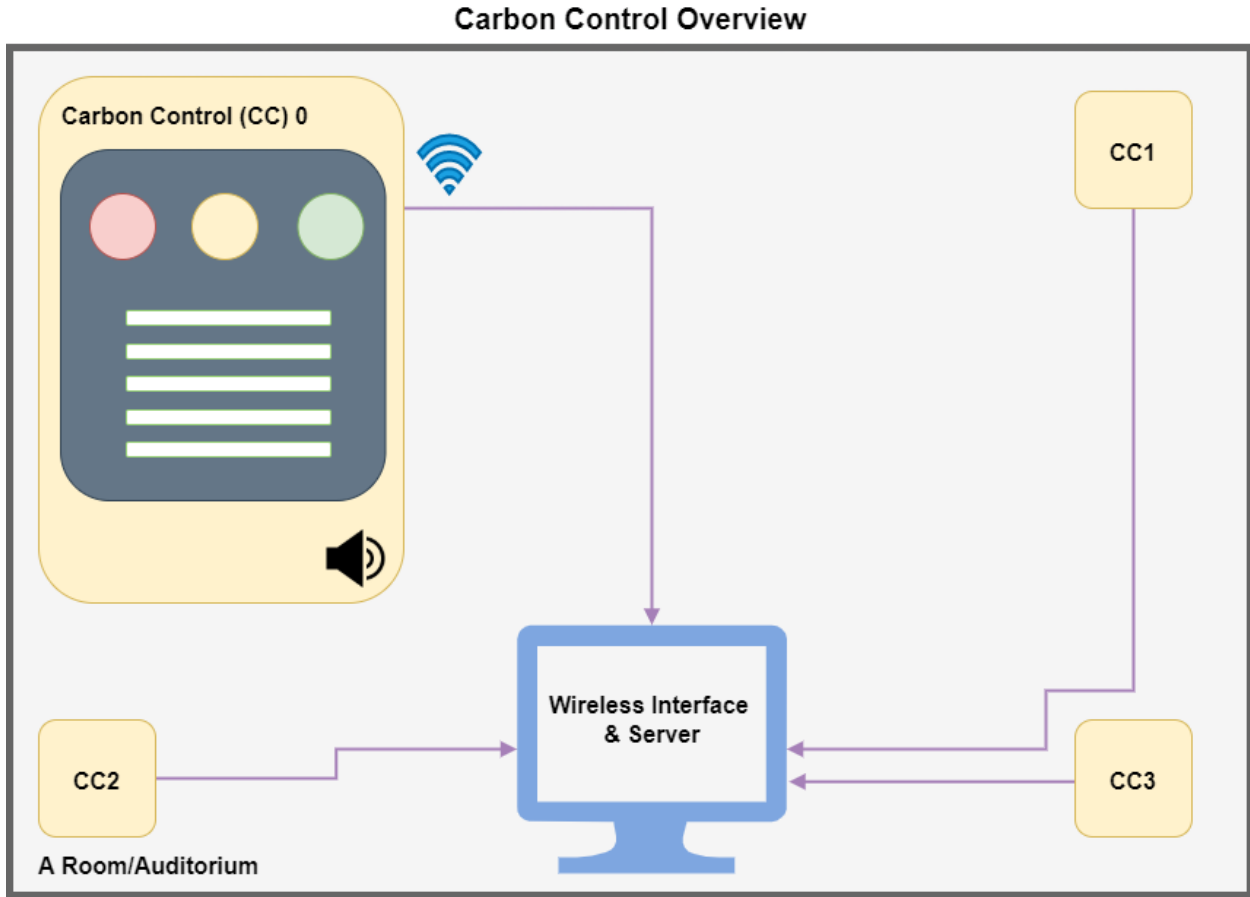 Carbon Control Overview
Carbon Control (CC) 0
CC1
Wireless Interface
& Server
CC2
CC3
A Room/Auditorium